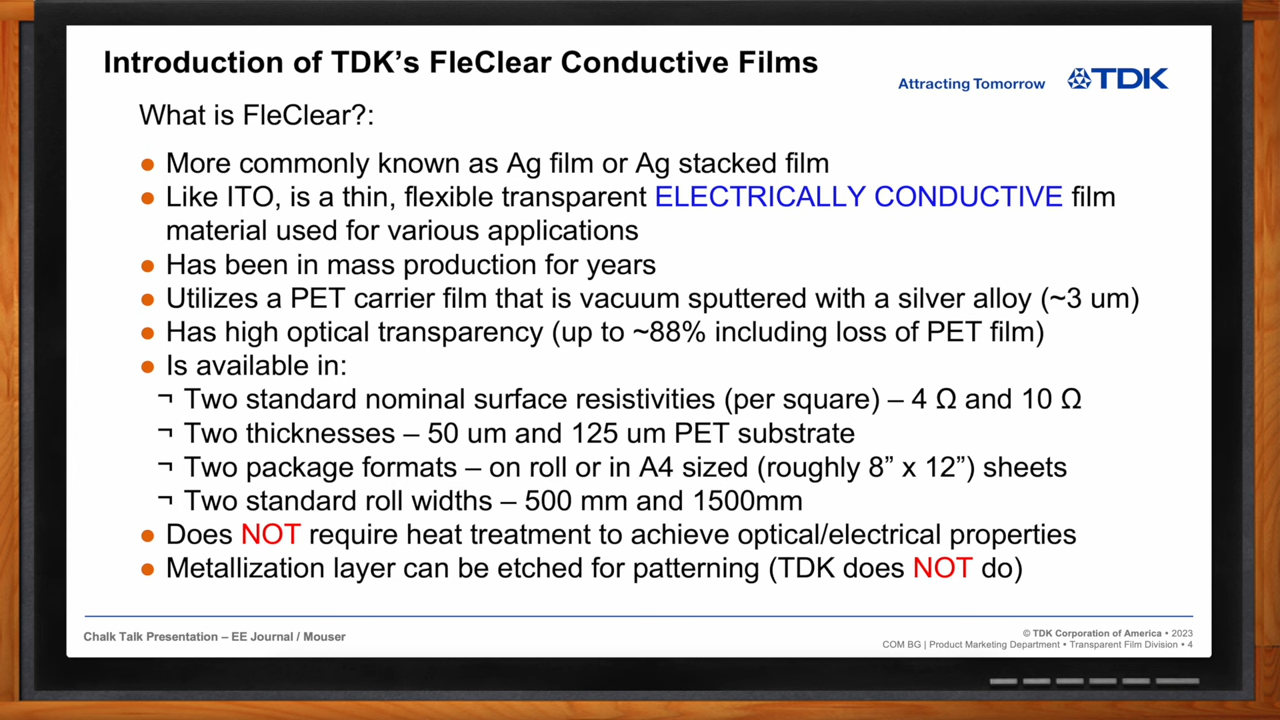 Introduction of TDK’s FleClear Conductive Films
Attracting Tomorrow TDK
What is FleClear?:
● More commonly known as Ag film or Ag stacked film
● Like ITO, is a thin, flexible transparent ELECTRICALLY CONDUCTIVE film
material used for various applications
● Has been in mass production for years
● Utilizes a PET carrier film that is vacuum sputtered with a silver alloy (~3 um)
● Has high optical transparency (up to ~88% including loss of PET film)
● Is available in:
¬ Two standard nominal surface resistivities (per square) – 4 Ω and 10 Ω
¬ Two thicknesses – 50 um and 125 um PET substrate
¬ Two package formats – on roll or in A4 sized (roughly 8” x 12”) sheets
¬ Two standard roll widths – 500 mm and 1500mm
● Does NOT require heat treatment to achieve optical/electrical properties
● Metallization layer can be etched for patterning (TDK does NOT do)
Chalk Talk Presentation – EE Journal / Mouser
© TDK Corporation of America • 2023
COM BG | Product Marketing Department • Transparent Film Division • 4